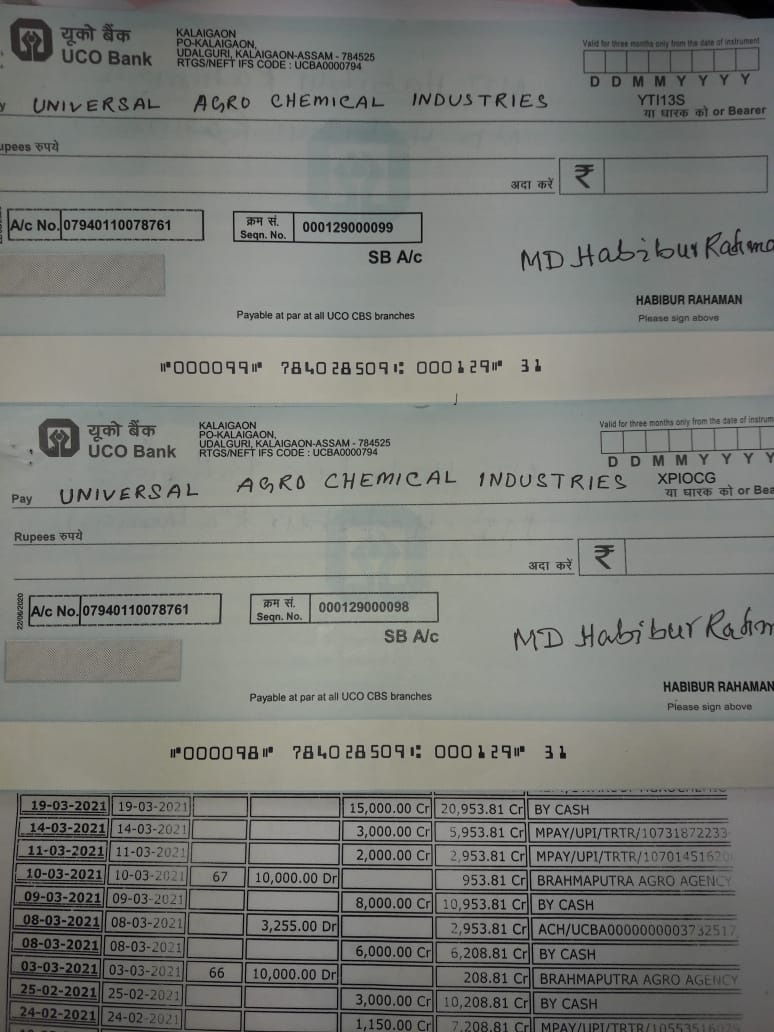 यूको बैंक
UCO Bank
KALAIGAON
PO-KALAIGAON,
UDALGURI, KALAIGAON-ASSAM - 784525
RTGS/NEFT IFS CODE : UCBA0000794
Valid for three months only from the date of instrument
D D M M Y Y Y Y
y UNIVERSAL AGRO CHEMICAL INDUSTRIES
YTI13S
या धारक को or Bearer
upees रुपये
अदा करें ₹
A/c No. 07940110078761
क्रम सं.
Seqn. No. 000129000099
SB A/c
MD Habibur Rahma
HABIBUR RAHAMAN
Please sign above
Payable at par at all UCO CBS branches
⑈000099⑈ 784028509⑆ 000129⑈ 31
यूको बैंक
UCO Bank
KALAIGAON
PO-KALAIGAON,
UDALGURI, KALAIGAON-ASSAM - 784525
RTGS/NEFT IFS CODE : UCBA0000794
Valid for three months only from the date of instrum
D D M M Y Y Y Y
Pay UNIVERSAL AGRO CHEMICAL INDUSTRIES
XPIOCG
या धारक को or Bea
Rupees रुपये
अदा करें ₹
22/06/2020
A/c No. 07940110078761
क्रम सं.
Seqn. No. 000129000098
SB A/c
MD Habibur Rahm
HABIBUR RAHAMAN
Please sign above
Payable at par at all UCO CBS branches
⑈000098⑈ 784028509⑆ 000129⑈ 31
19-03-2021 19-03-2021 15,000.00 Cr 20,953.81 Cr BY CASH
14-03-2021 14-03-2021 3,000.00 Cr 5,953.81 Cr MPAY/UPI/TRTR/10731872233
11-03-2021 11-03-2021 2,000.00 Cr 2,953.81 Cr MPAY/UPI/TRTR/107014516
10-03-2021 10-03-2021 67 10,000.00 Dr 953.81 Cr BRAHMAPUTRA AGRO AGENCY
09-03-2021 09-03-2021 8,000.00 Cr 10,953.81 Cr BY CASH
08-03-2021 08-03-2021 3,255.00 Dr 2,953.81 Cr ACH/UCBA0000000003732517
08-03-2021 08-03-2021 6,000.00 Cr 6,208.81 Cr BY CASH
03-03-2021 03-03-2021 66 10,000.00 Dr 208.81 Cr BRAHMAPUTRA AGRO AGENCY
25-02-2021 25-02-2021 3,000.00 Cr 10,208.81 Cr BY CASH
24-02-2021 24-02-2021 1,150.00 Cr 7,208.81 Cr MPAY/UPI/TRTR/1055351